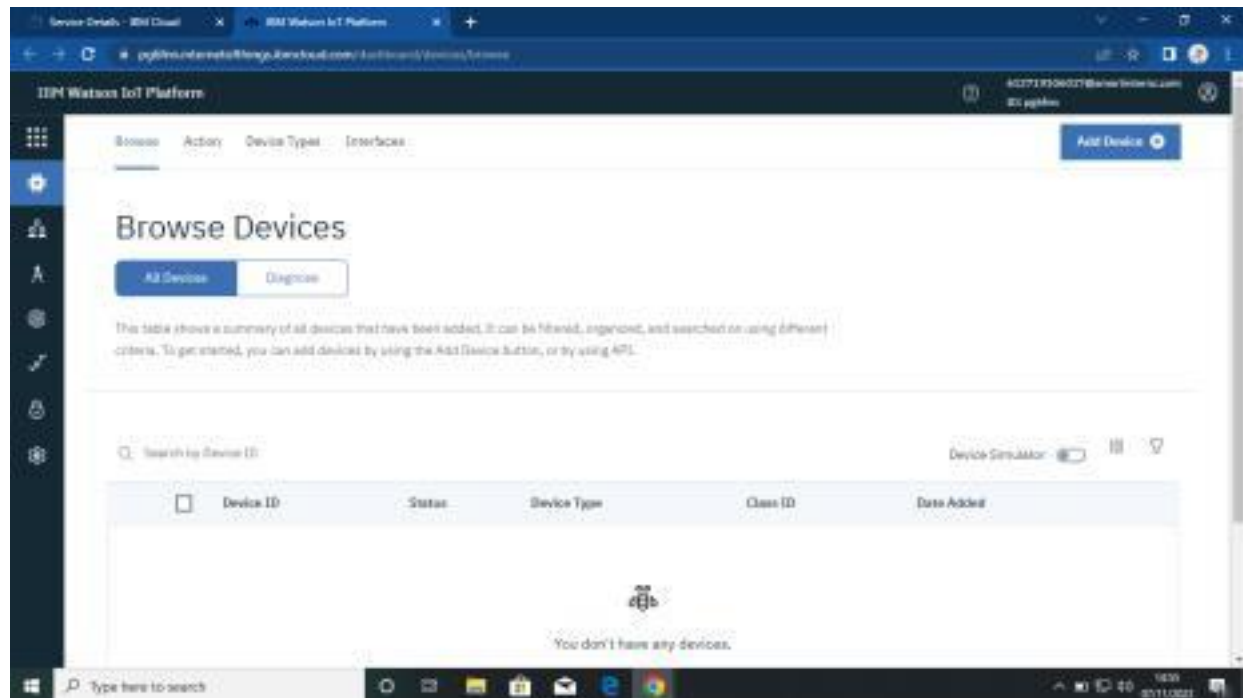 Service Details - IBM Cloud
IBM Watson IoT Platform
IBM Watson IoT Platform
Browse Action Device Types Interfaces
Add Device
Browse Devices
All Devices Diagnose
This table shows a summary of all devices that have been added. It can be filtered, organized, and searched on using different
criteria. To get started, you can add devices by using the Add Device button, or by using API.
Search by Device ID
Device Simulator
Device ID Status Device Type Class ID Date Added
You don't have any devices.
Type here to search